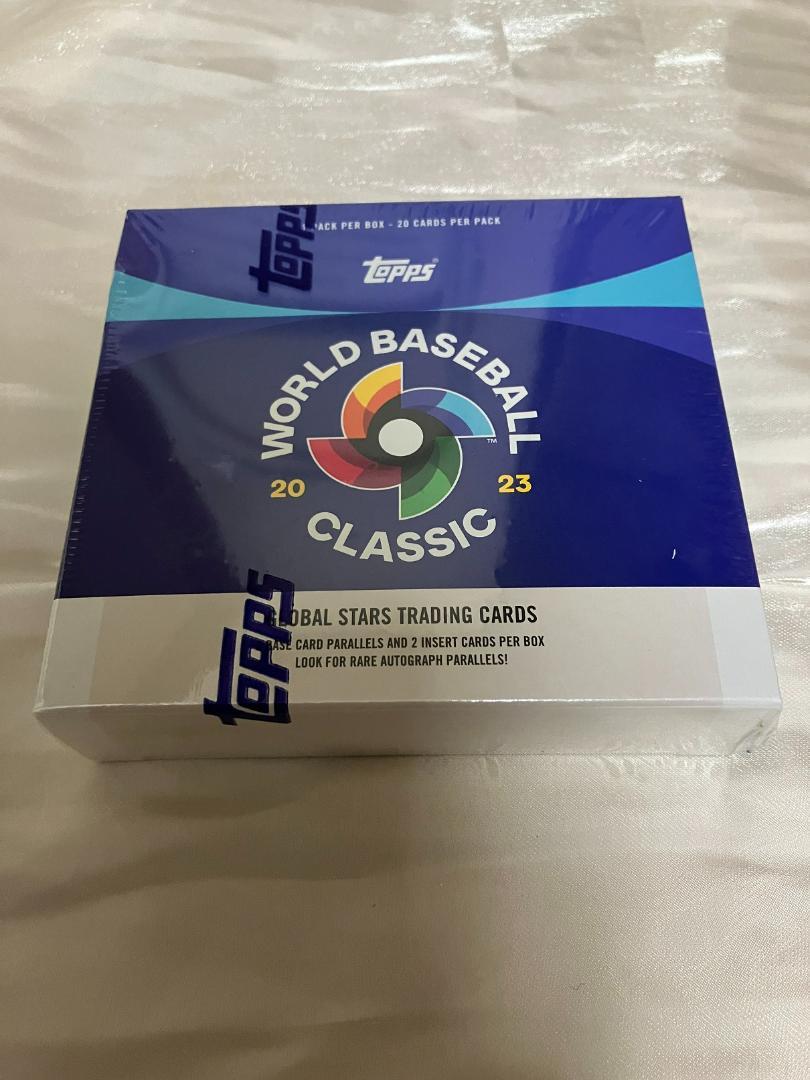 PACK PER BOX - 20 CARDS PER PACK
Topps
Topps®
WORLD BASEBALL
™
20 23
CLASSIC
GLOBAL STARS TRADING CARDS
BASE CARD PARALLELS AND 2 INSERT CARDS PER BOX
LOOK FOR RARE AUTOGRAPH PARALLELS!
Topps